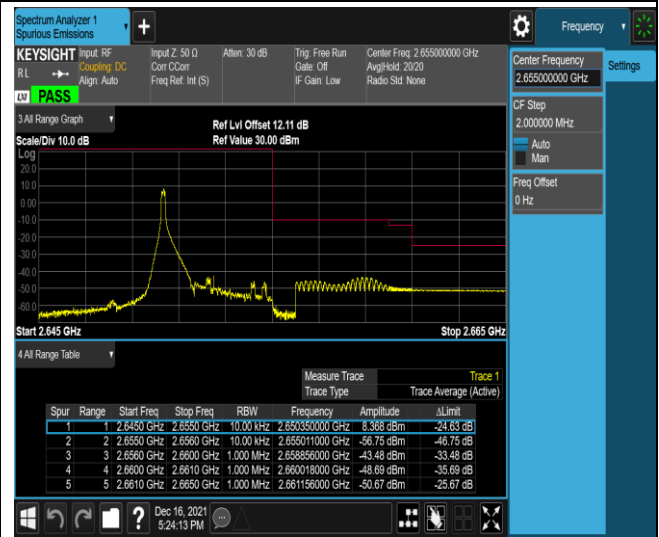 Spectrum Analyzer 1
Spurious Emissions
+
Frequency
KEYSIGHT
RL
LXI PASS
Input: RF
Coupling: DC
Align: Auto
Input Z: 50 Ω
Corr CCorr
Freq Ref: Int (S)
Atten: 30 dB
Trig: Free Run
Gate: Off
IF Gain: Low
Center Freq: 2.655000000 GHz
Avg|Hold: 20/20
Radio Std: None
Center Frequency
2.655000000 GHz
Settings
CF Step
2.000000 MHz
Auto
Man
Freq Offset
0 Hz
3 All Range Graph
Scale/Div 10.0 dB
Ref Lvl Offset 12.11 dB
Ref Value 30.00 dBm
Log
20.0
10.0
0.00
-10.0
-20.0
-30.0
-40.0
-50.0
-60.0
Start 2.645 GHz
Stop 2.665 GHz
4 All Range Table
Measure Trace Trace 1
Trace Type Trace Average (Active)
Spur Range Start Freq Stop Freq RBW Frequency Amplitude ΔLimit
1 1 2.6450 GHz 2.6550 GHz 10.00 kHz 2.650350000 GHz 8.368 dBm -24.63 dB
2 2 2.6550 GHz 2.6560 GHz 10.00 kHz 2.655011000 GHz -56.75 dBm -46.75 dB
3 3 2.6560 GHz 2.6600 GHz 1.000 MHz 2.658856000 GHz -43.48 dBm -33.48 dB
4 4 2.6600 GHz 2.6610 GHz 1.000 MHz 2.660018000 GHz -48.69 dBm -35.69 dB
5 5 2.6610 GHz 2.6650 GHz 1.000 MHz 2.661156000 GHz -50.67 dBm -25.67 dB
?
Dec 16, 2021
5:24:13 PM